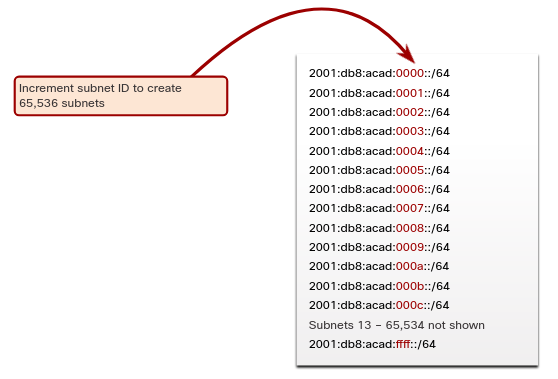 Increment subnet ID to create
65,536 subnets
2001:db8:acad:0000::/64
2001:db8:acad:0001::/64
2001:db8:acad:0002::/64
2001:db8:acad:0003::/64
2001:db8:acad:0004::/64
2001:db8:acad:0005::/64
2001:db8:acad:0006::/64
2001:db8:acad:0007::/64
2001:db8:acad:0008::/64
2001:db8:acad:0009::/64
2001:db8:acad:000a::/64
2001:db8:acad:000b::/64
2001:db8:acad:000c::/64
Subnets 13 – 65,534 not shown
2001:db8:acad:ffff::/64